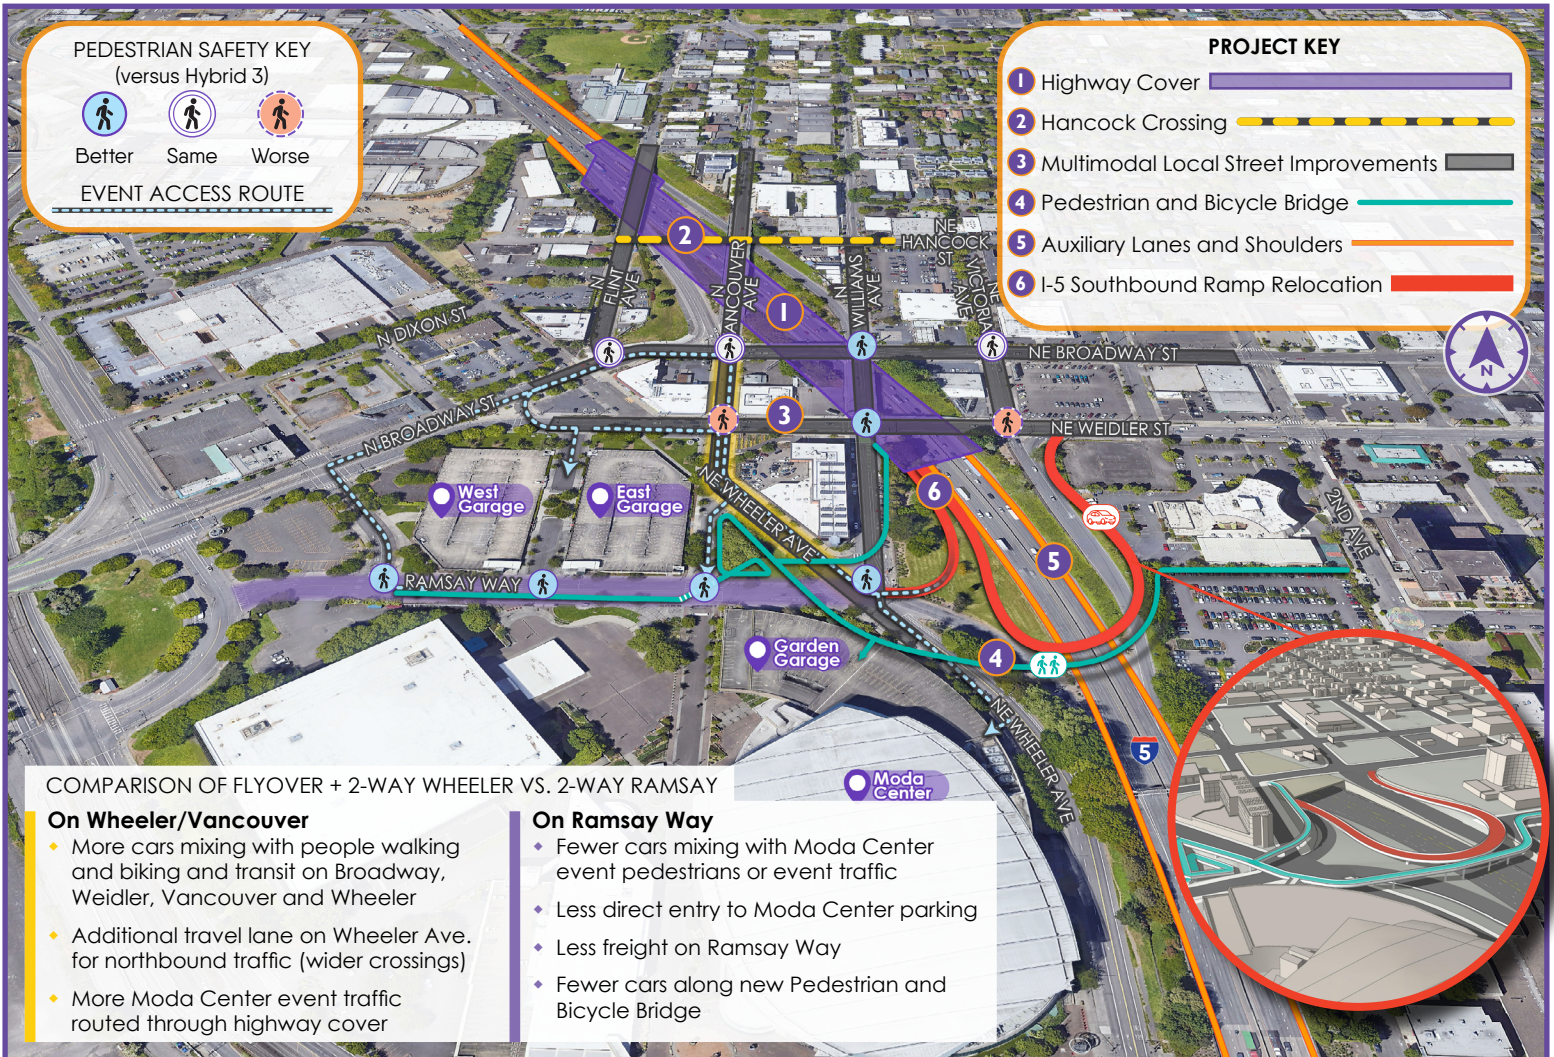 PEDESTRIAN SAFETY KEY
(versus Hybrid 3)
Better Same Worse
EVENT ACCESS ROUTE
PROJECT KEY
1 Highway Cover
2 Hancock Crossing
3 Multimodal Local Street Improvements
4 Pedestrian and Bicycle Bridge
5 Auxiliary Lanes and Shoulders
6 I-5 Southbound Ramp Relocation
2
NE
HANCOCK
ST
N
FLINT
AVE
N
VANCOUVER
AVE
N
WILLIAMS
AVE
NE
VICTORIA
AVE
1
N DIXON ST
NE BROADWAY ST
N
N BROADWAY ST
3
NE WEIDLER ST
West
Garage
East
Garage
NE WHEELER AVE
6
2ND AVE
5
RAMSAY WAY
Garden
Garage
4
NE WHEELER AVE
5
Moda
Center
COMPARISON OF FLYOVER + 2-WAY WHEELER VS. 2-WAY RAMSAY
On Wheeler/Vancouver
More cars mixing with people walking
and biking and transit on Broadway,
Weidler, Vancouver and Wheeler
Additional travel lane on Wheeler Ave.
for northbound traffic (wider crossings)
More Moda Center event traffic
routed through highway cover
On Ramsay Way
Fewer cars mixing with Moda Center
event pedestrians or event traffic
Less direct entry to Moda Center parking
Less freight on Ramsay Way
Fewer cars along new Pedestrian and
Bicycle Bridge